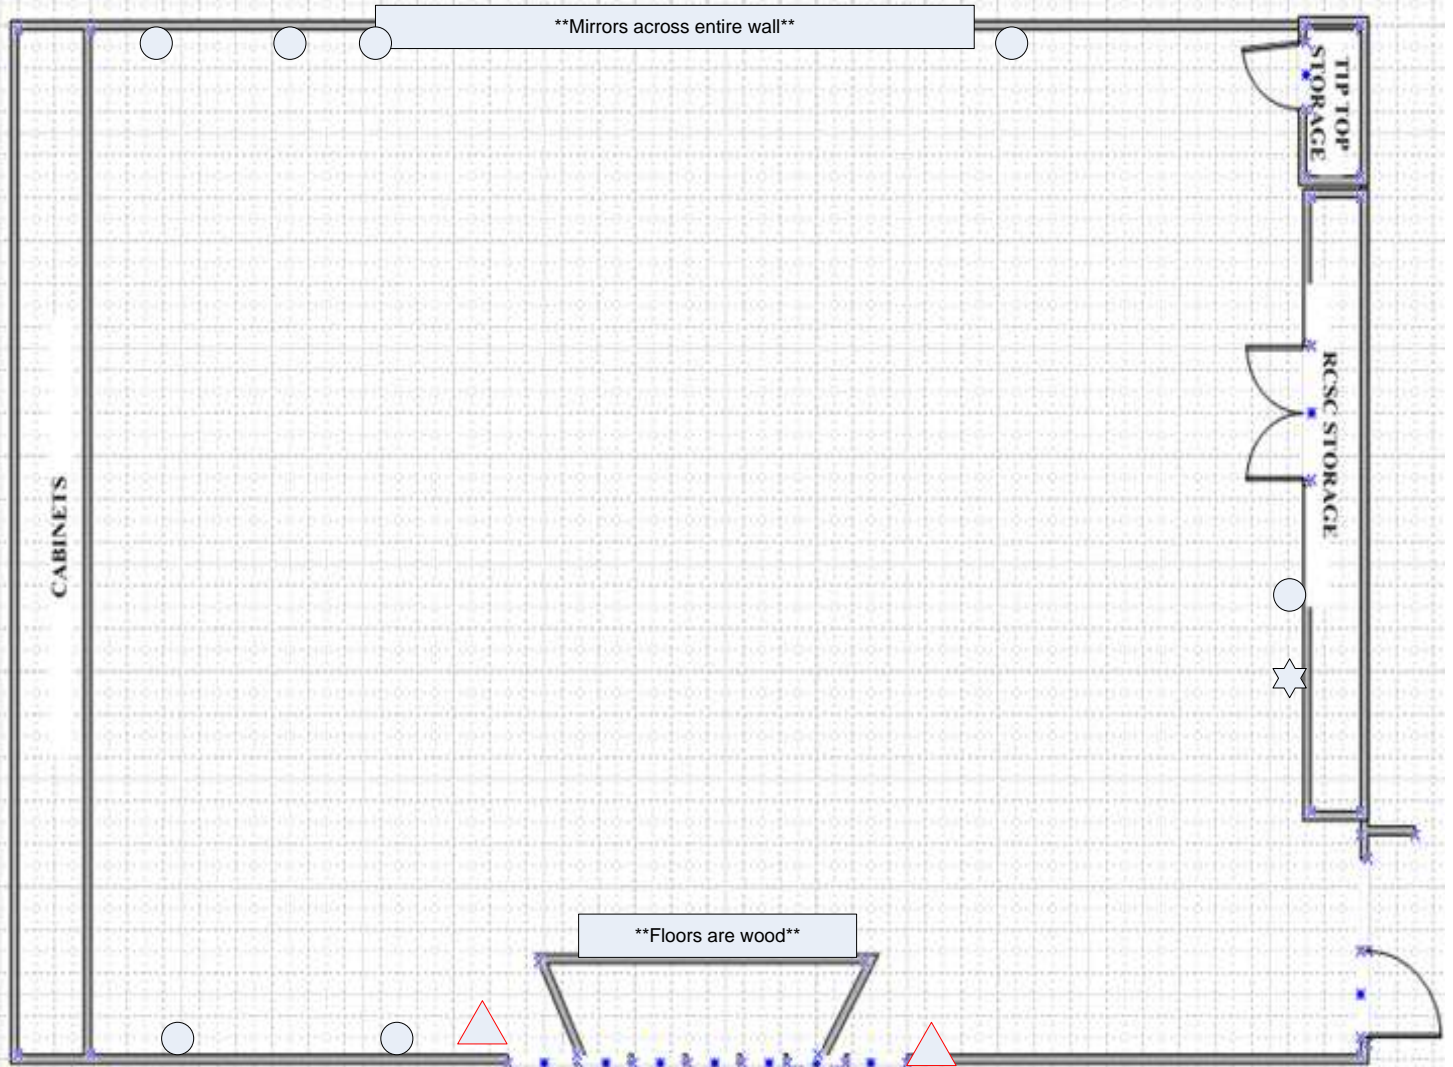 **Mirrors across entire wall**
TIP TOP
STORAGE
RCSC STORAGE
CABINETS
**Floors are wood**